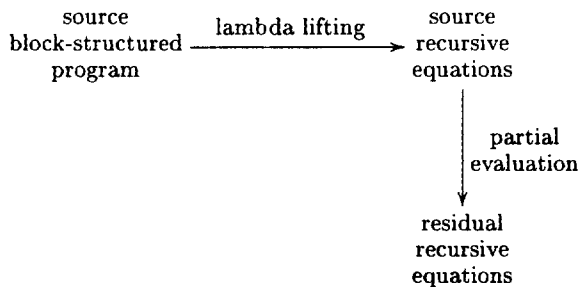 source
block-structured
program
lambda lifting
source
recursive
equations
partial
evaluation
residual
recursive
equations